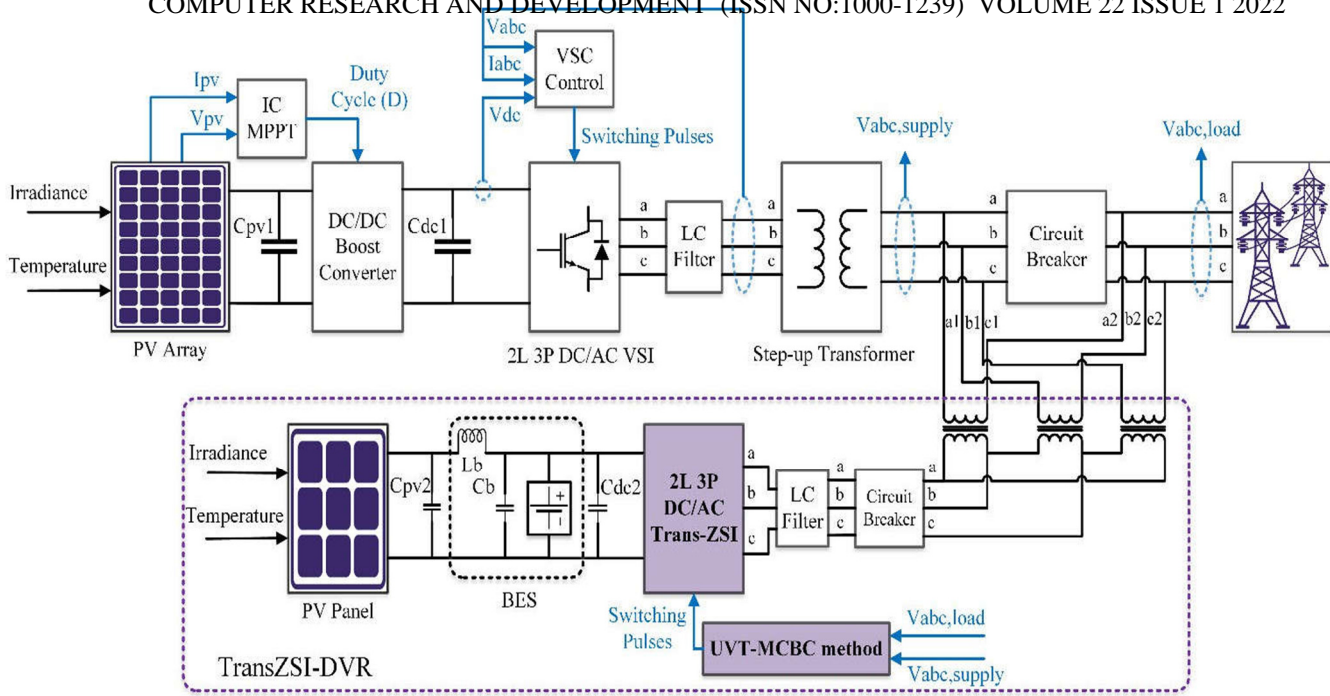 COMPUTER RESEARCH AND DEVELOPMENT (ISSN NO:1000-1239) VOLUME 22 ISSUE 1 2022
Vabc
Iabc
Vdc
VSC
Control
Ipv
Vpv
IC
MPPT
Duty
Cycle (D)
Switching Pulses
Vabc,supply
Vabc,load
Irradiance
Temperature
Cpv1
DC/DC
Boost
Converter
Cdc1
a
b
c
LC
Filter
a
b
c
a
b
c
Circuit
Breaker
a
b
c
a1 b1 c1
a2 b2 c2
PV Array
2L 3P DC/AC VSI
Step-up Transformer
Irradiance
Temperature
Cpv2
Lb
Cb
+
-
Cdc2
2L 3P
DC/AC
Trans-ZSI
a
b
c
LC
Filter
a
b
c
Circuit
Breaker
a
b
c
PV Panel
BES
Switching
Pulses
UVT-MCBC method
Vabc,load
Vabc,supply
TransZSI-DVR